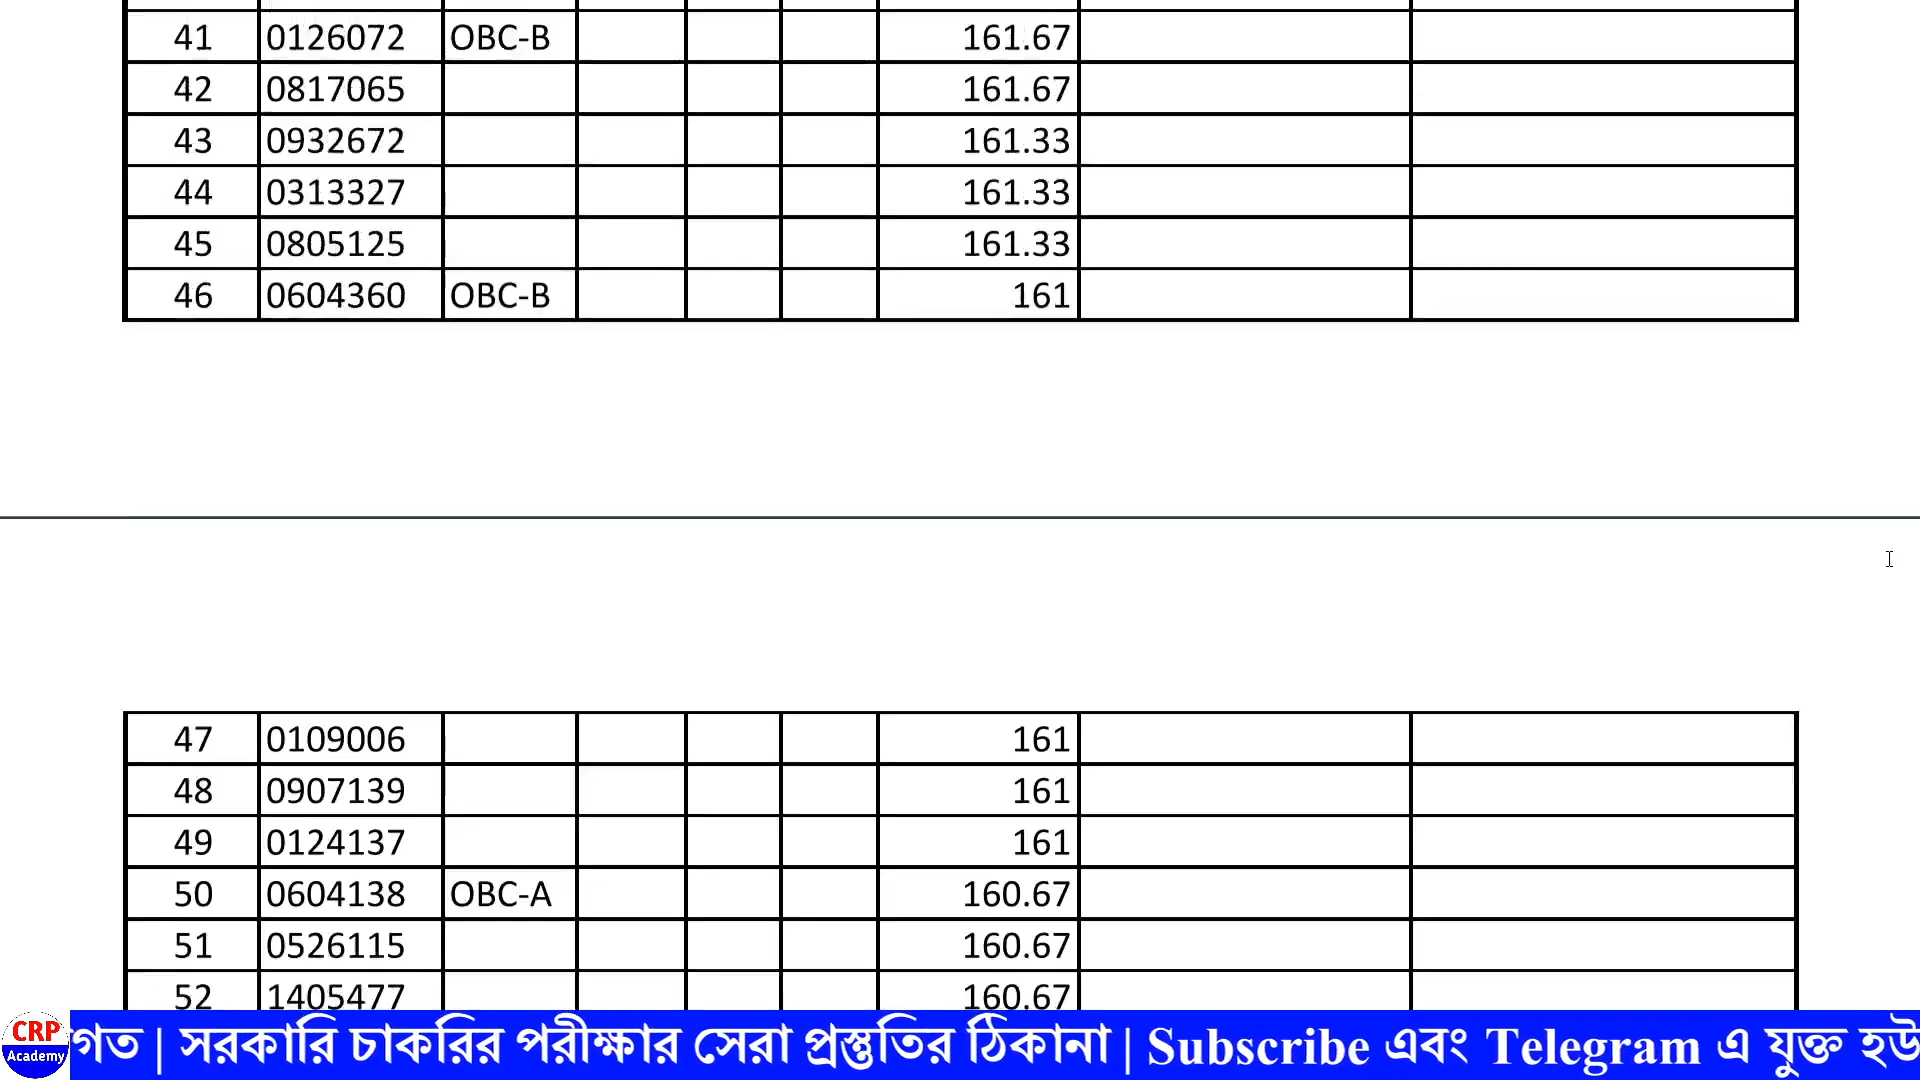 41 0126072 OBC-B 161.67
42 0817065 161.67
43 0932672 161.33
44 0313327 161.33
45 0805125 161.33
46 0604360 OBC-B 161
47 0109006 161
48 0907139 161
49 0124137 161
50 0604138 OBC-A 160.67
51 0526115 160.67
52 1405477 160.67
CRP
Academy
গত | সরকারি চাকরির পরীক্ষার সেরা প্রস্তুতির ঠিকানা | Subscribe এবং Telegram এ যুক্ত হউ